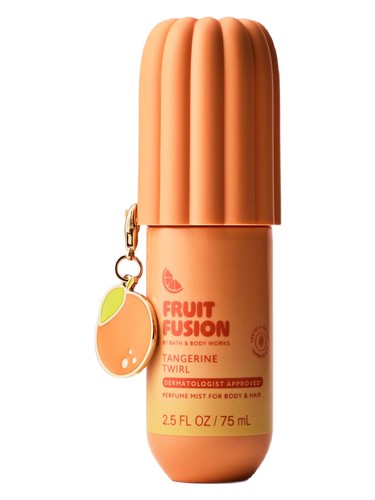 FRUIT
FUSION
BY BATH & BODY WORKS
TANGERINE
TWIRL
DERMATOLOGIST APPROVED*
PERFUME MIST FOR BODY & HAIR
2.5 FL OZ / 75 mL